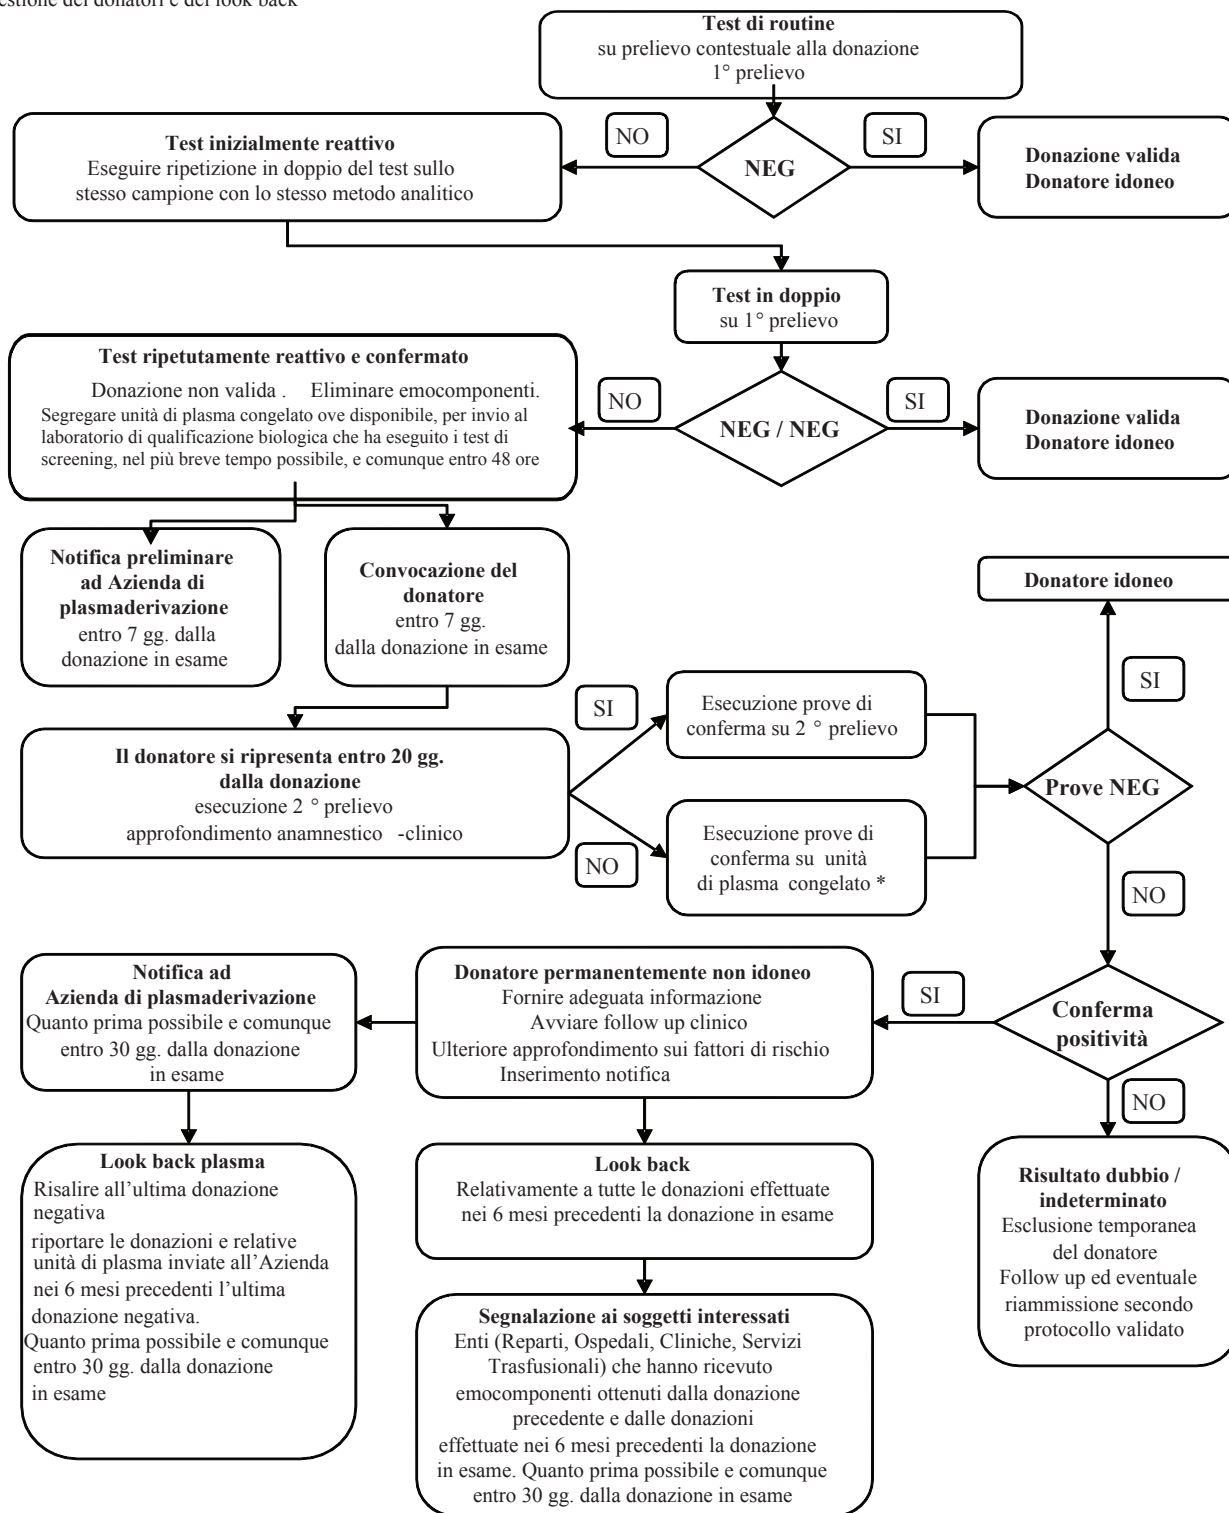 estione dei donatori e del look back
Test di routine
su prelievo contestuale alla donazione
1° prelievo
NO
SI
NEG
Test inizialmente reattivo
Eseguire ripetizione in doppio del test sullo
stesso campione con lo stesso metodo analitico
Donazione valida
Donatore idoneo
Test in doppio
su 1° prelievo
Test ripetutamente reattivo e confermato
Donazione non valida . Eliminare emocomponenti.
Segregare unità di plasma congelato ove disponibile, per invio al
laboratorio di qualificazione biologica che ha eseguito i test di
screening, nel più breve tempo possibile, e comunque entro 48 ore
NO
SI
NEG / NEG
Donazione valida
Donatore idoneo
Notifica preliminare
ad Azienda di
plasmaderivazione
entro 7 gg. dalla
donazione in esame
Convocazione del
donatore
entro 7 gg.
dalla donazione in esame
Donatore idoneo
SI
SI
Esecuzione prove di
conferma su 2 ° prelievo
Il donatore si ripresenta entro 20 gg.
dalla donazione
esecuzione 2 ° prelievo
approfondimento anamnestico -clinico
Prove NEG
NO
Esecuzione prove di
conferma su unità
di plasma congelato *
NO
Notifica ad
Azienda di plasmaderivazione
Quanto prima possibile e comunque
entro 30 gg. dalla donazione
in esame
Donatore permanentemente non idoneo
Fornire adeguata informazione
Avviare follow up clinico
Ulteriore approfondimento sui fattori di rischio
Inserimento notifica
SI
Conferma
positività
NO
Look back plasma
Risalire all’ultima donazione
negativa
riportare le donazioni e relative
unità di plasma inviate all’Azienda
nei 6 mesi precedenti l’ultima
donazione negativa.
Quanto prima possibile e comunque
entro 30 gg. dalla donazione
in esame
Look back
Relativamente a tutte le donazioni effettuate
nei 6 mesi precedenti la donazione in esame
Risultato dubbio /
indeterminato
Esclusione temporanea
del donatore
Follow up ed eventuale
riammissione secondo
protocollo validato
Segnalazione ai soggetti interessati
Enti (Reparti, Ospedali, Cliniche, Servizi
Trasfusionali) che hanno ricevuto
emocomponenti ottenuti dalla donazione
precedente e dalle donazioni
effettuate nei 6 mesi precedenti la donazione
in esame. Quanto prima possibile e comunque
entro 30 gg. dalla donazione in esame